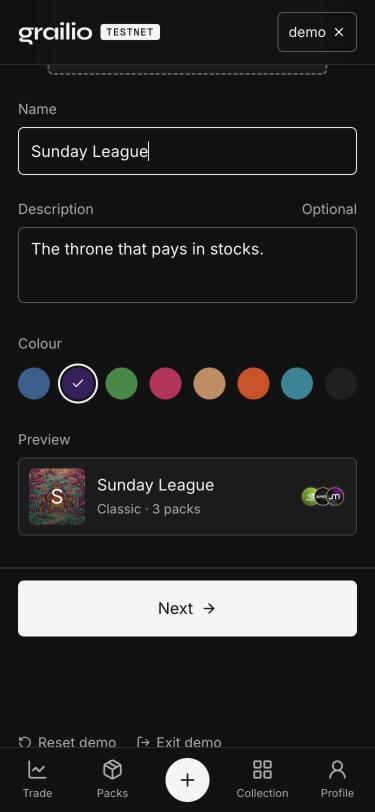 grailio TESTNET demo ×
Name
Sunday League
Description Optional
The throne that pays in stocks.
Colour
Preview
S Sunday League
Classic · 3 packs
Next →
Reset demo Exit demo
Trade Packs + Collection Profile